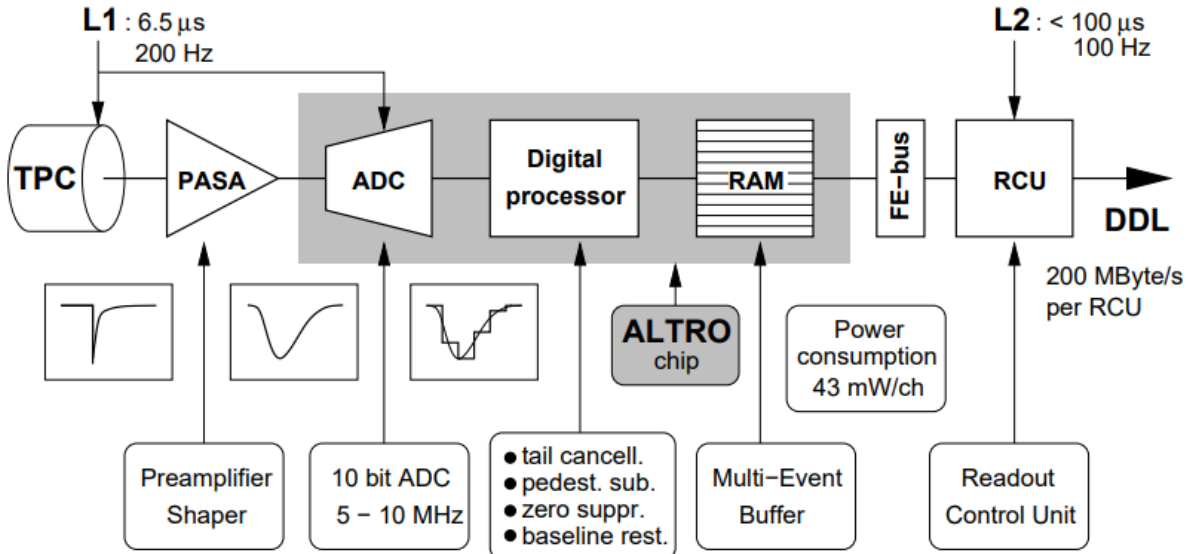 L1 : 6.5 μs
200 Hz
L2 : < 100 μs
100 Hz
TPC
PASA
ADC
Digital
processor
RAM
FE−bus
RCU
DDL
200 MByte/s
per RCU
ALTRO
chip
Power
consumption
43 mW/ch
Preamplifier
Shaper
10 bit ADC
5 − 10 MHz
● tail cancell.
● pedest. sub.
● zero suppr.
● baseline rest.
Multi−Event
Buffer
Readout
Control Unit